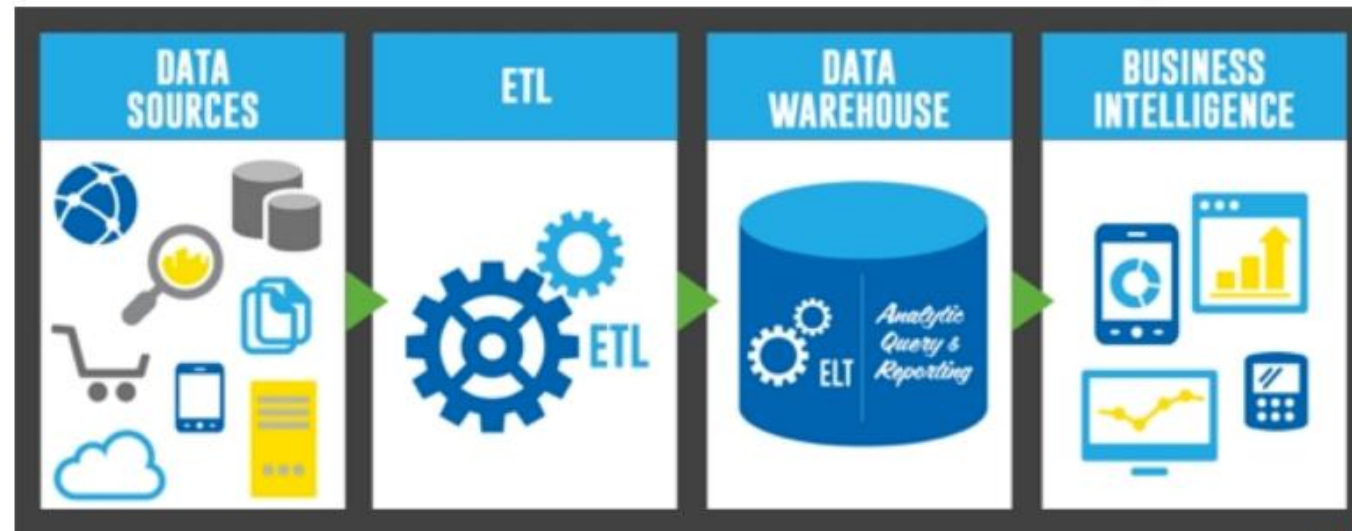 DATA
SOURCES
ETL
DATA
WAREHOUSE
BUSINESS
INTELLIGENCE
ETL
ELT
Analytic
Query &
Reporting